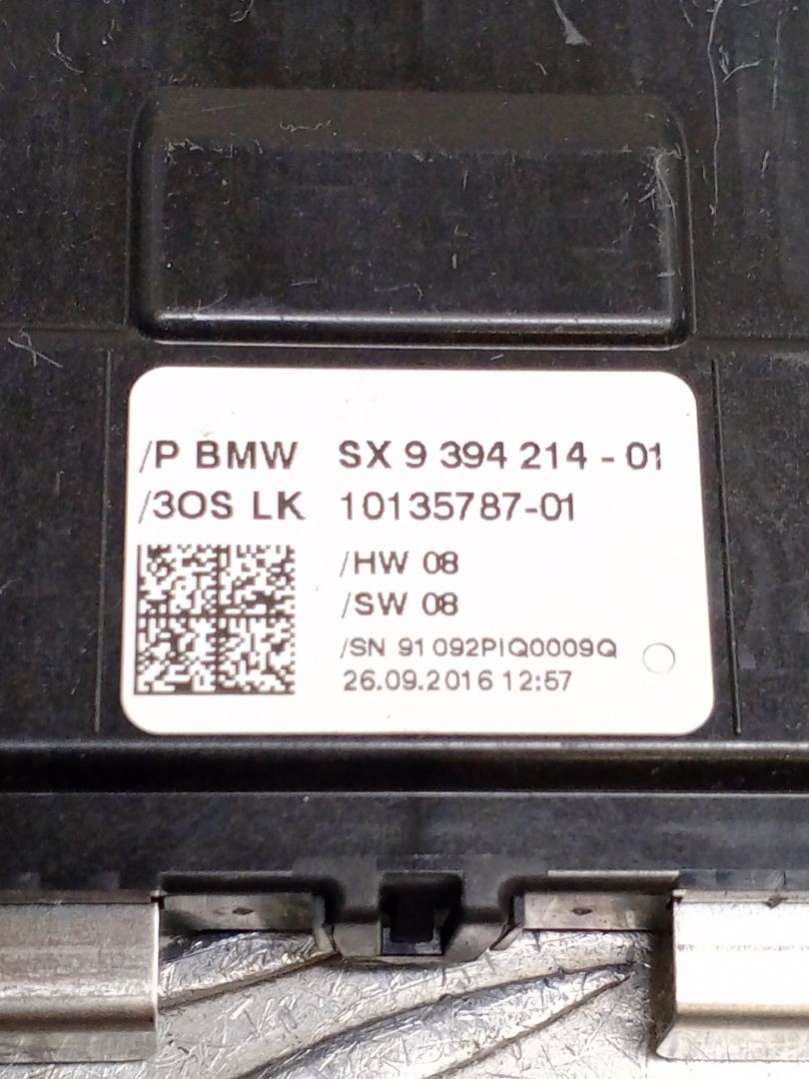 /P BMW SX 9 394 214 - 01
/3OS LK 10135787-01
/HW 08
/SW 08
/SN 91 092PIQ0009Q
26.09.2016 12:57